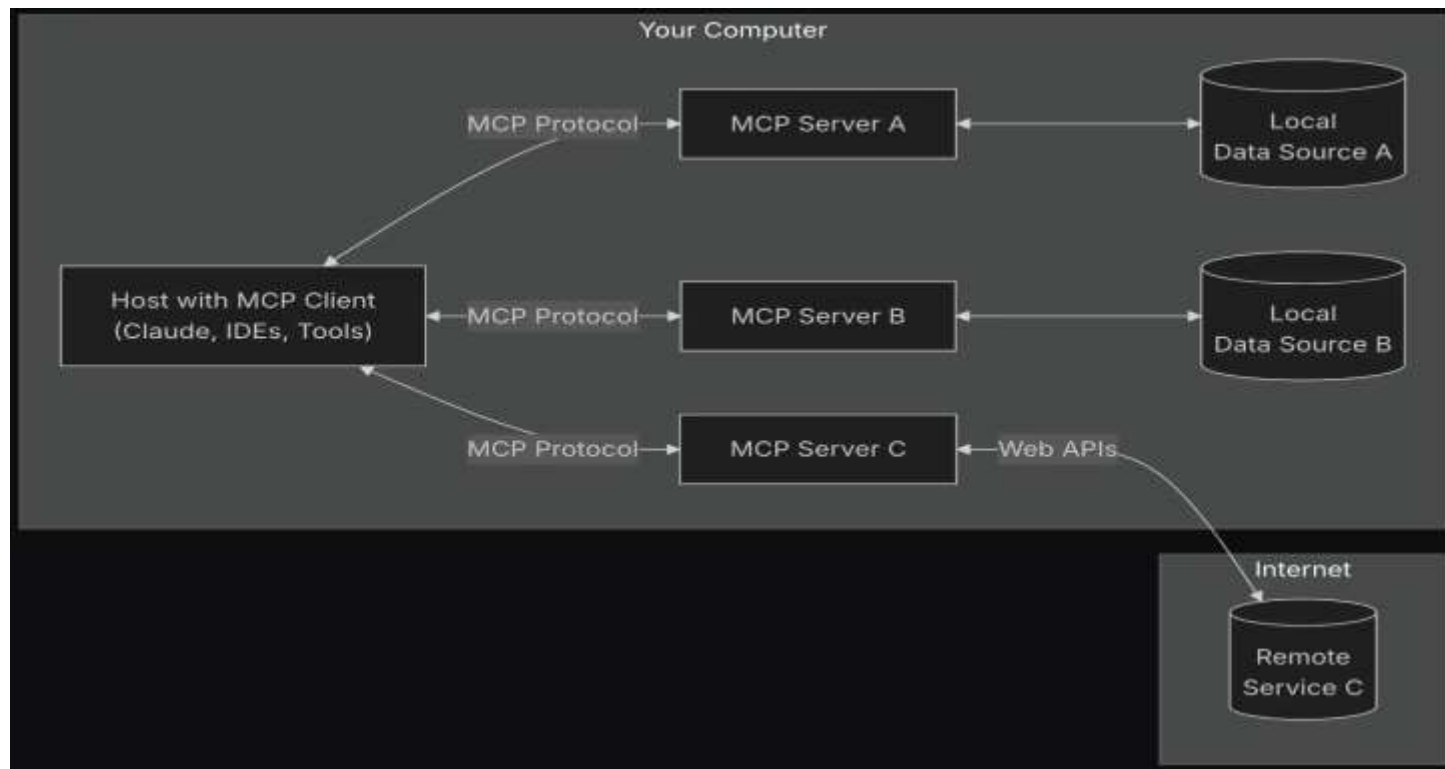 Your Computer
MCP Protocol
MCP Server A
Local
Data Source A
Host with MCP Client
(Claude, IDEs, Tools)
MCP Protocol
MCP Server B
Local
Data Source B
MCP Protocol
MCP Server C
Web APIs
Internet
Remote
Service C